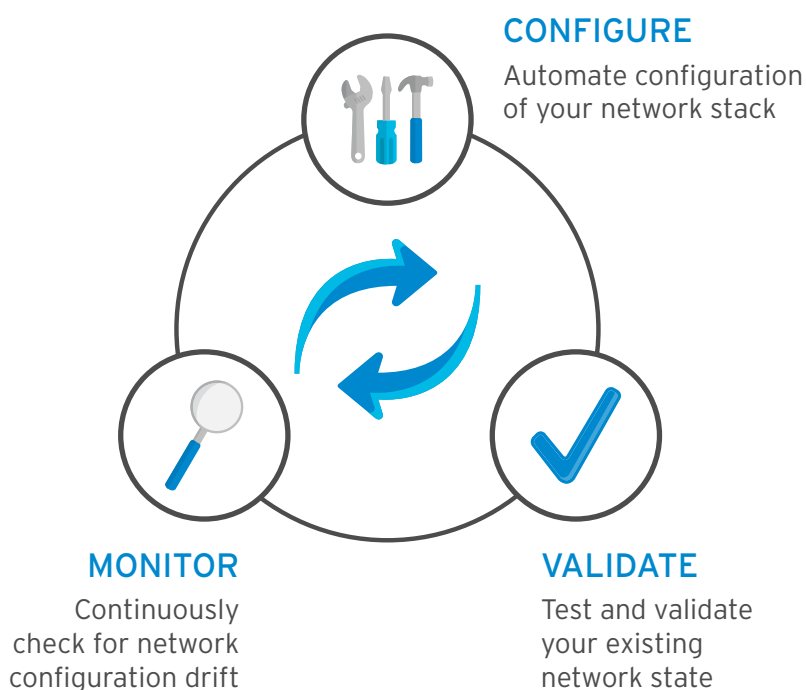 CONFIGURE
Automate configuration
of your network stack
MONITOR
Continuously
check for network
configuration drift
VALIDATE
Test and validate
your existing
network state